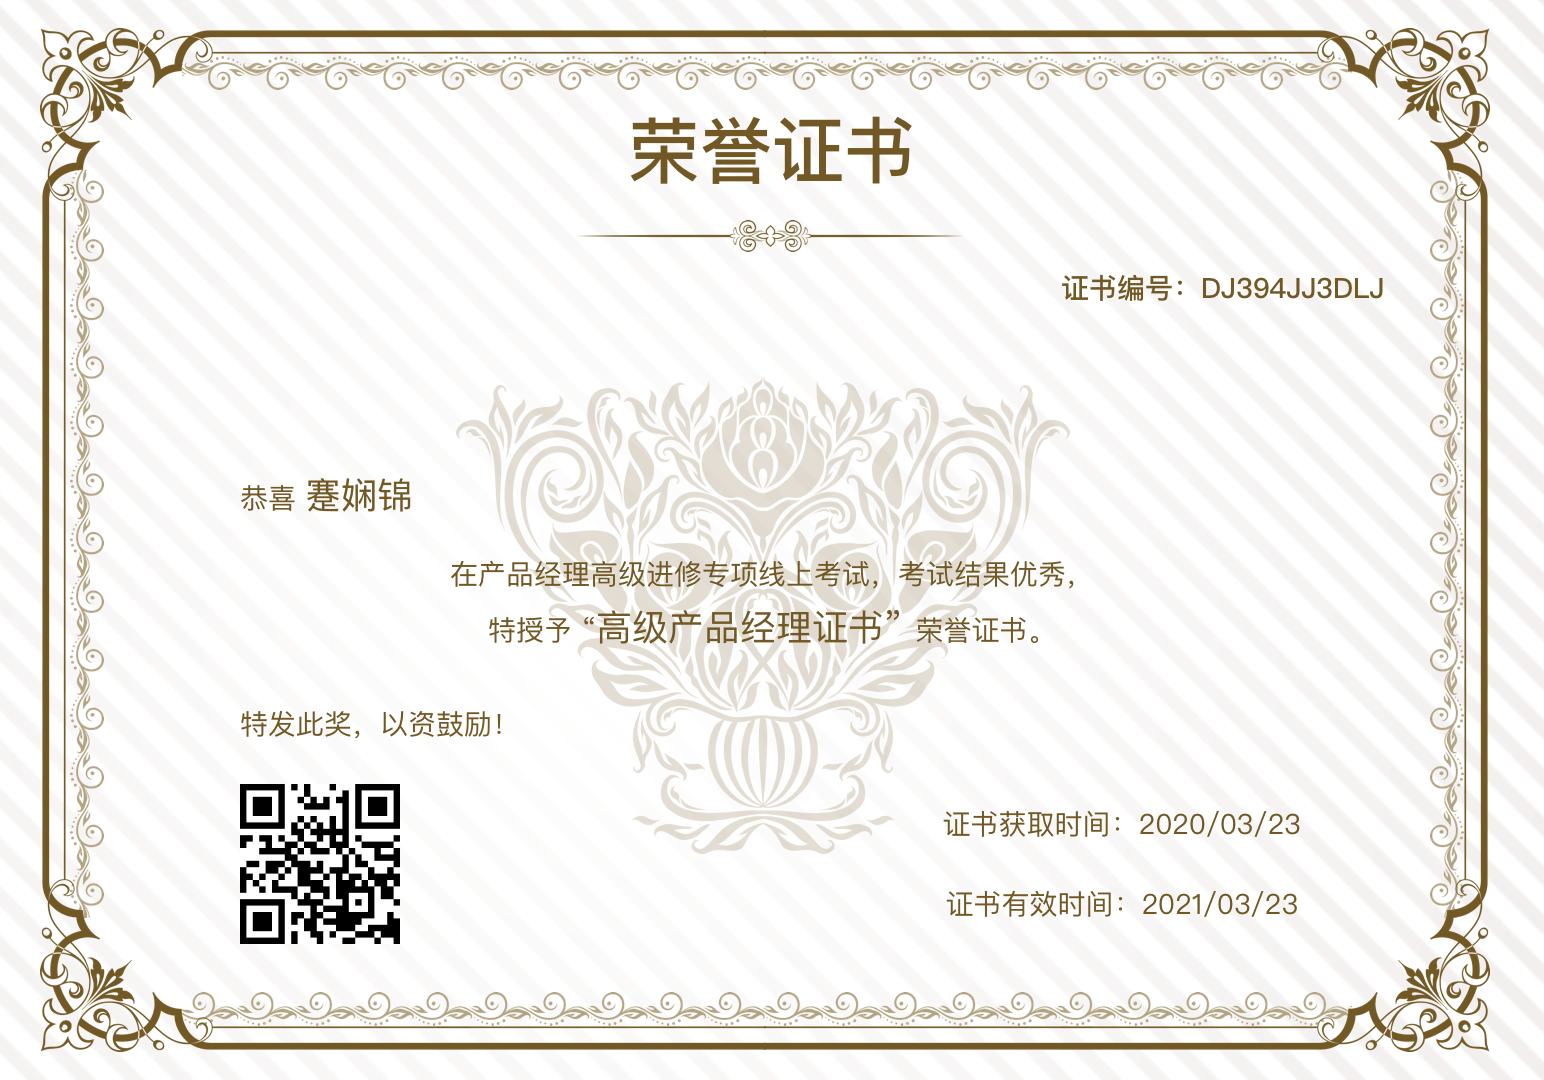 荣誉证书
证书编号：DJ394JJ3DLJ
恭喜 蹇娴锦
在产品经理高级进修专项线上考试，考试结果优秀，
特授予 “高级产品经理证书” 荣誉证书。
特发此奖，以资鼓励！
证书获取时间：2020/03/23
证书有效时间：2021/03/23